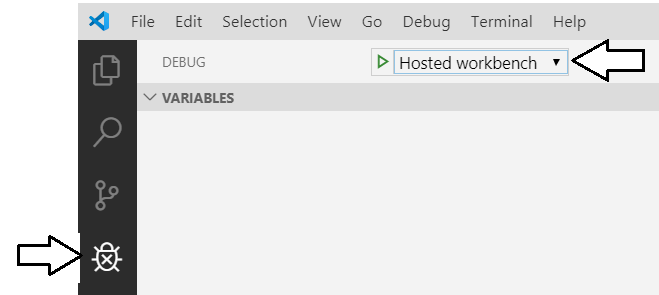 File Edit Selection View Go Debug Terminal Help
DEBUG Hosted workbench
VARIABLES